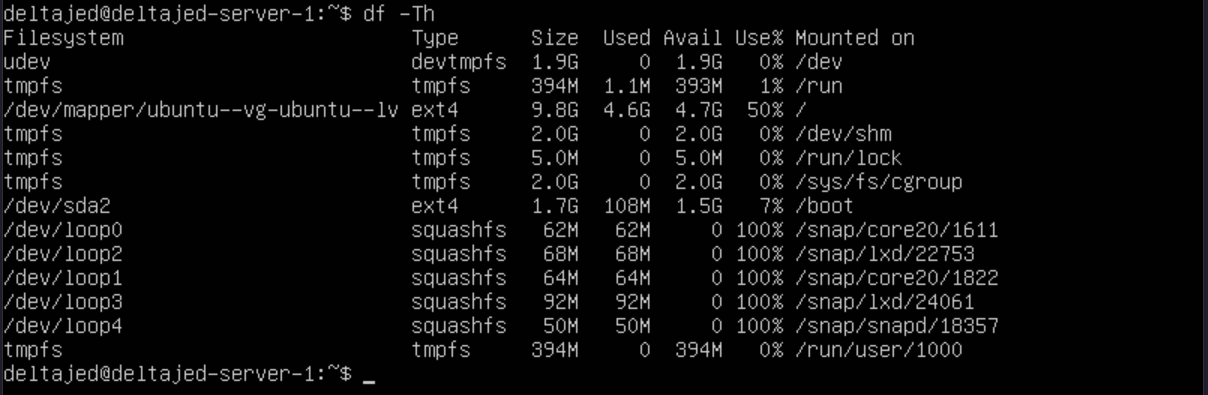 deltajed@deltajed-server-1:~$ df -Th
Filesystem                        Type      Size  Used Avail Use% Mounted on
udev                              devtmpfs  1.9G     0  1.9G   0% /dev
tmpfs                             tmpfs     394M  1.1M  393M   1% /run
/dev/mapper/ubuntu--vg-ubuntu--lv ext4      9.8G  4.6G  4.7G  50% /
tmpfs                             tmpfs     2.0G     0  2.0G   0% /dev/shm
tmpfs                             tmpfs     5.0M     0  5.0M   0% /run/lock
tmpfs                             tmpfs     2.0G     0  2.0G   0% /sys/fs/cgroup
/dev/sda2                         ext4      1.7G  108M  1.5G   7% /boot
/dev/loop0                        squashfs   62M   62M     0 100% /snap/core20/1611
/dev/loop2                        squashfs   68M   68M     0 100% /snap/lxd/22753
/dev/loop1                        squashfs   64M   64M     0 100% /snap/core20/1822
/dev/loop3                        squashfs   92M   92M     0 100% /snap/lxd/24061
/dev/loop4                        squashfs   50M   50M     0 100% /snap/snapd/18357
tmpfs                             tmpfs     394M     0  394M   0% /run/user/1000
deltajed@deltajed-server-1:~$ _